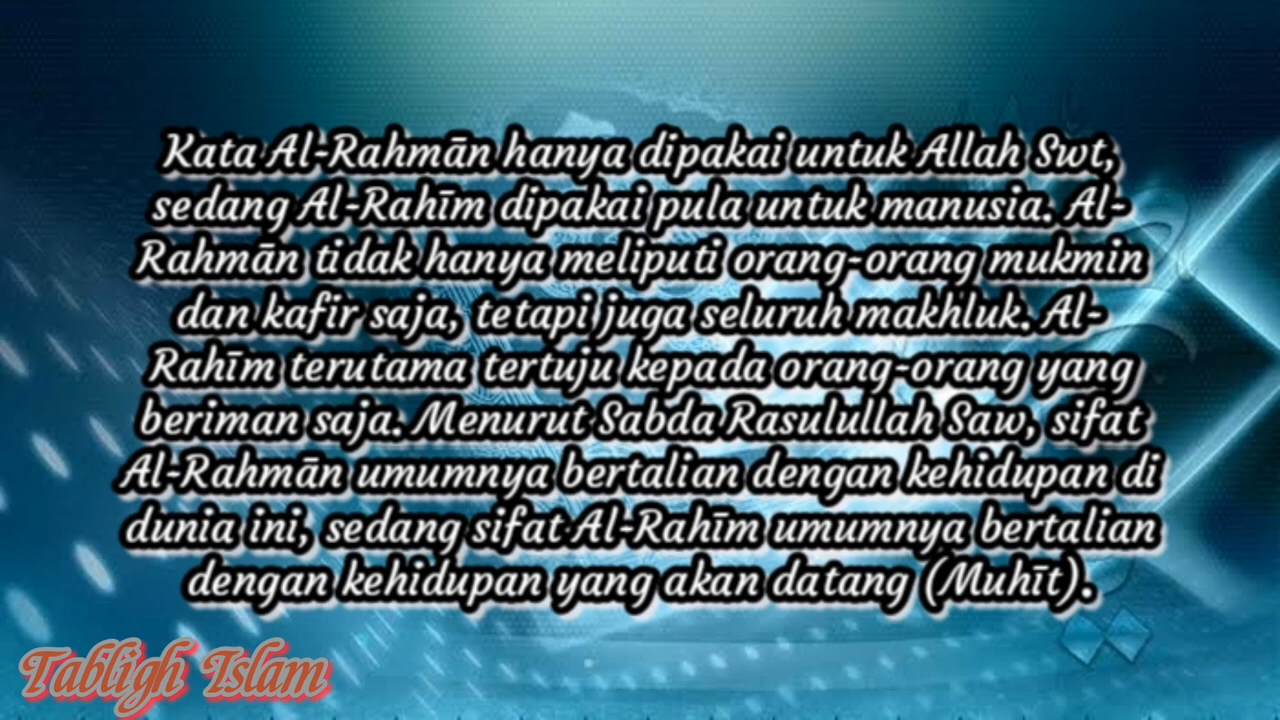 Kata Al-Rahmān hanya dipakai untuk Allah Swt,
sedang Al-Rahīm dipakai pula untuk manusia. Al-
Rahmān tidak hanya meliputi orang-orang mukmin
dan kafir saja, tetapi juga seluruh makhluk. Al-
Rahīm terutama tertuju kepada orang-orang yang
beriman saja. Menurut Sabda Rasulullah Saw, sifat
Al-Rahmān umumnya bertalian dengan kehidupan di
dunia ini, sedang sifat Al-Rahīm umumnya bertalian
dengan kehidupan yang akan datang (Muhīt).
Tabligh Islam